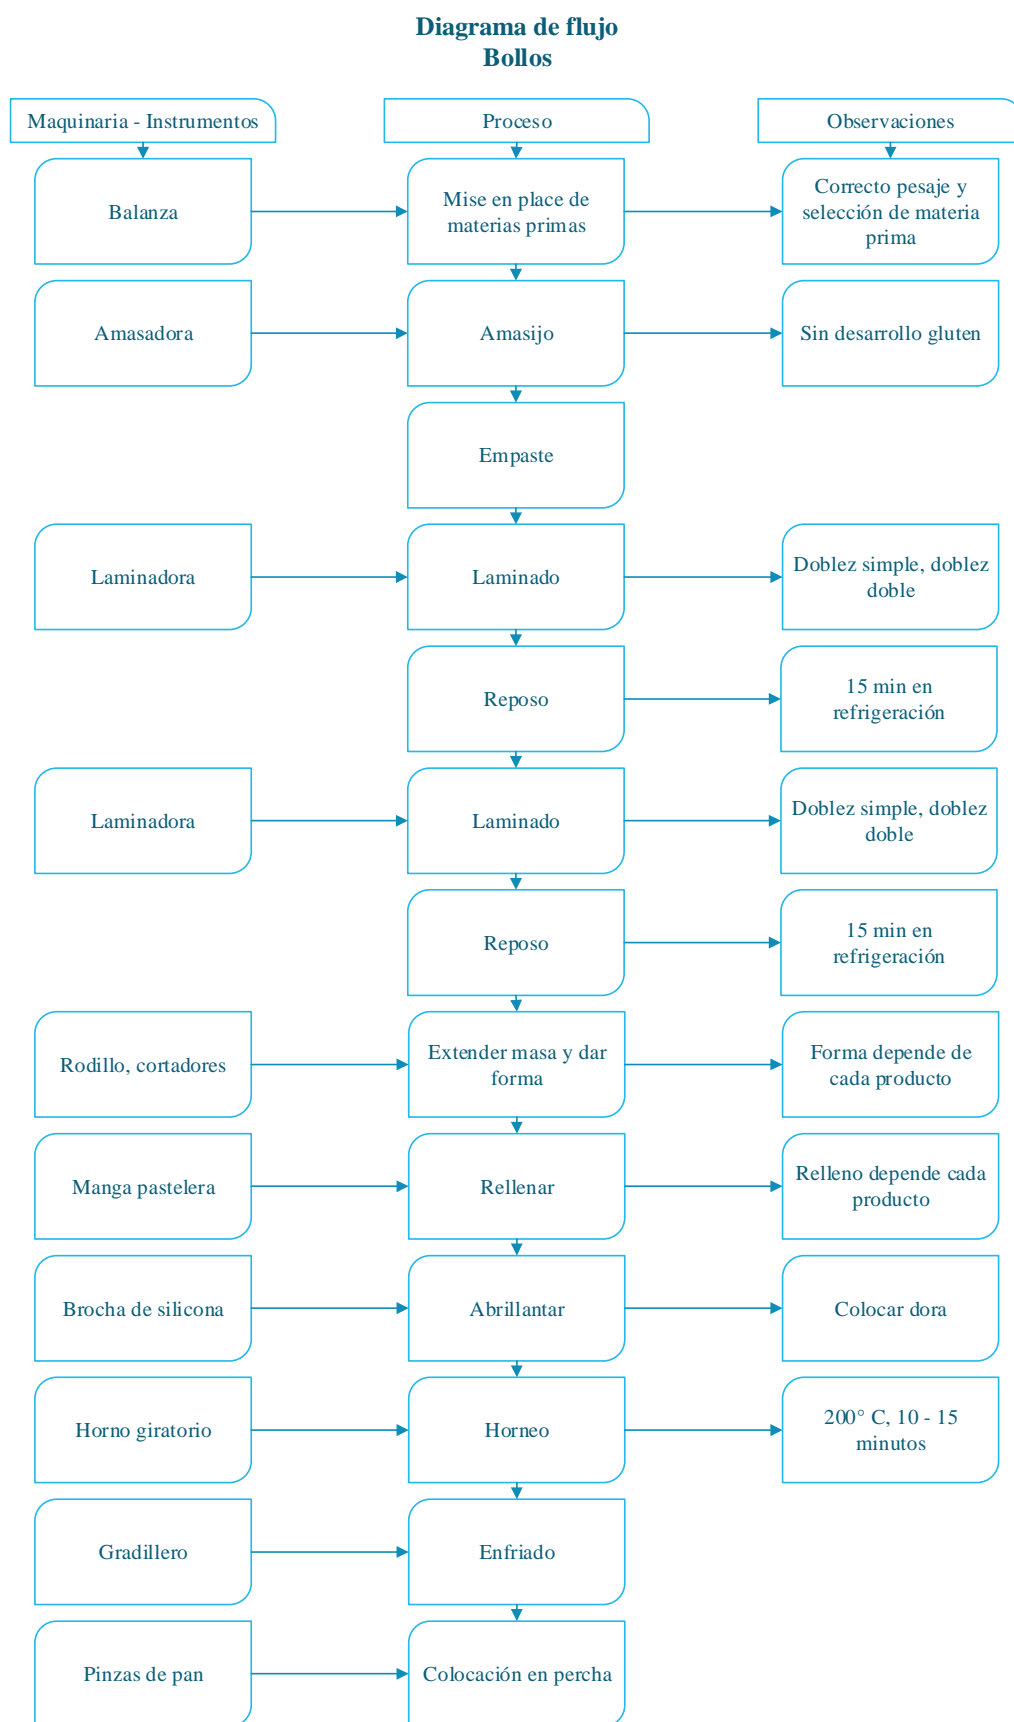 Diagrama de flujo
Bollos
Maquinaria - Instrumentos
Proceso
Observaciones
Balanza
Mise en place de
materias primas
Correcto pesaje y
selección de materia
prima
Amasadora
Amasijo
Sin desarrollo gluten
Empaste
Laminadora
Laminado
Doblez simple, doblez
doble
Reposo
15 min en
refrigeración
Laminadora
Laminado
Doblez simple, doblez
doble
Reposo
15 min en
refrigeración
Rodillo, cortadores
Extender masa y dar
forma
Forma depende de
cada producto
Manga pastelera
Rellenar
Relleno depende cada
producto
Brocha de silicona
Abrillantar
Colocar dora
Horno giratorio
Horneo
200° C, 10 - 15
minutos
Gradillero
Enfriado
Pinzas de pan
Colocación en percha